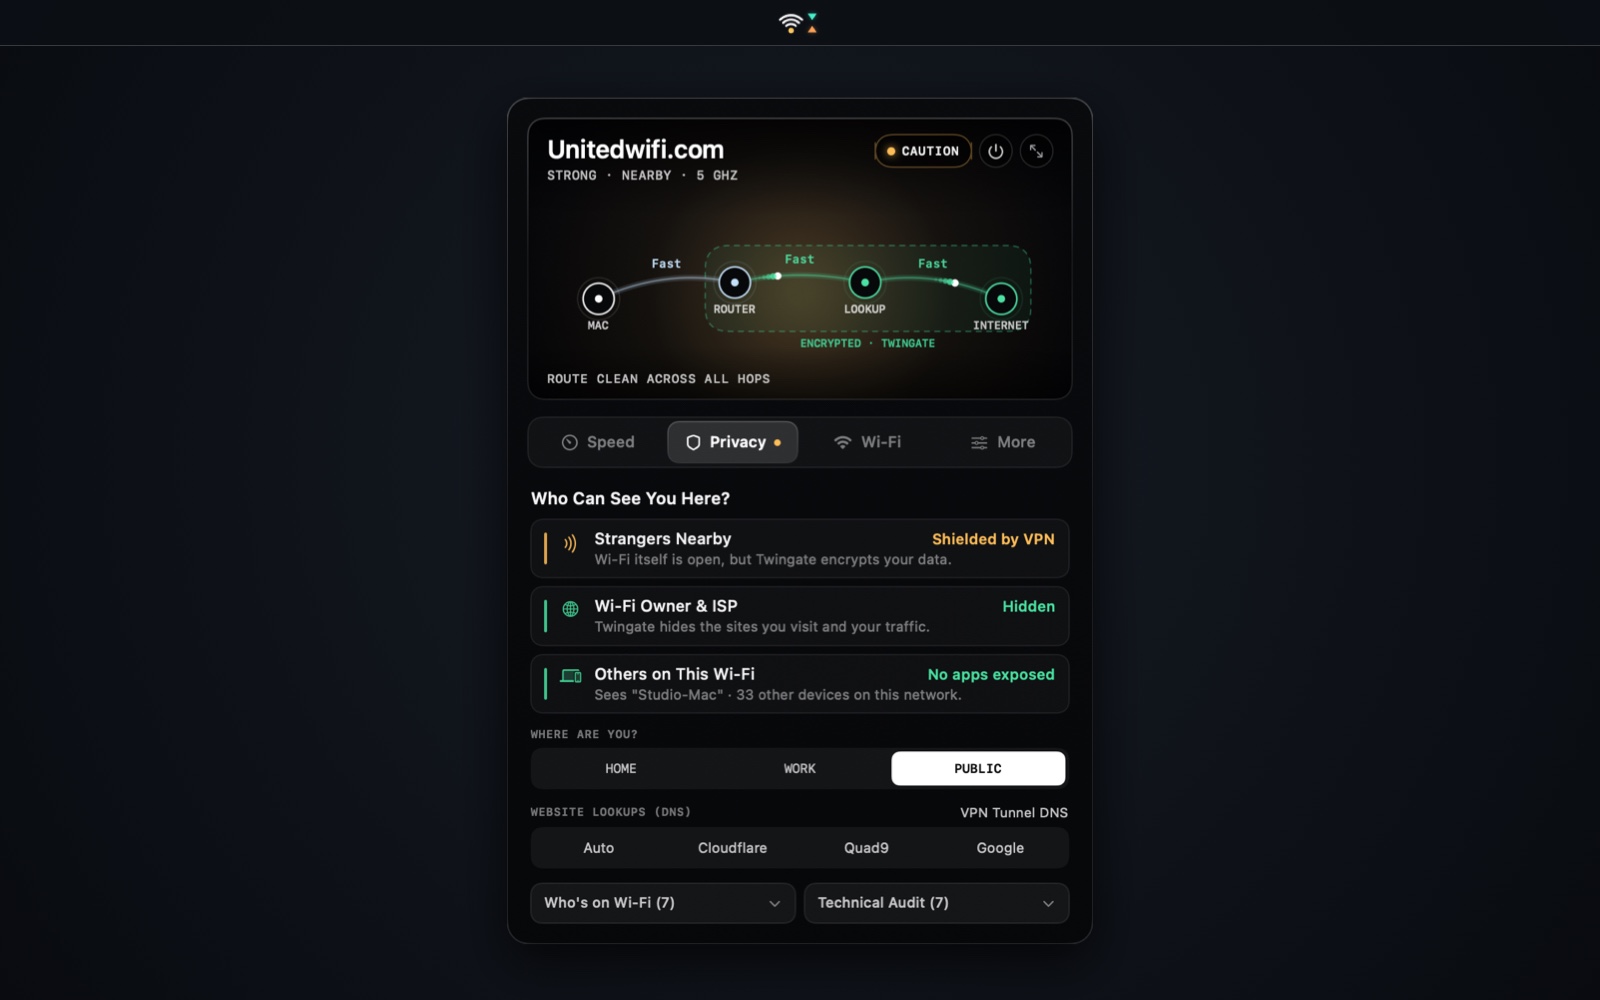 Unitedwifi.com
CAUTION
STRONG · NEARBY · 5 GHZ
Fast
Fast
Fast
MAC
ROUTER
LOOKUP
INTERNET
ENCRYPTED · TWINGATE
ROUTE CLEAN ACROSS ALL HOPS
Speed
Privacy
Wi-Fi
More
Who Can See You Here?
Strangers Nearby
Shielded by VPN
Wi-Fi itself is open, but Twingate encrypts your data.
Wi-Fi Owner & ISP
Hidden
Twingate hides the sites you visit and your traffic.
Others on This Wi-Fi
No apps exposed
Sees "Studio-Mac" · 33 other devices on this network.
WHERE ARE YOU?
HOME
WORK
PUBLIC
WEBSITE LOOKUPS (DNS)
VPN Tunnel DNS
Auto
Cloudflare
Quad9
Google
Who's on Wi-Fi (7)
Technical Audit (7)